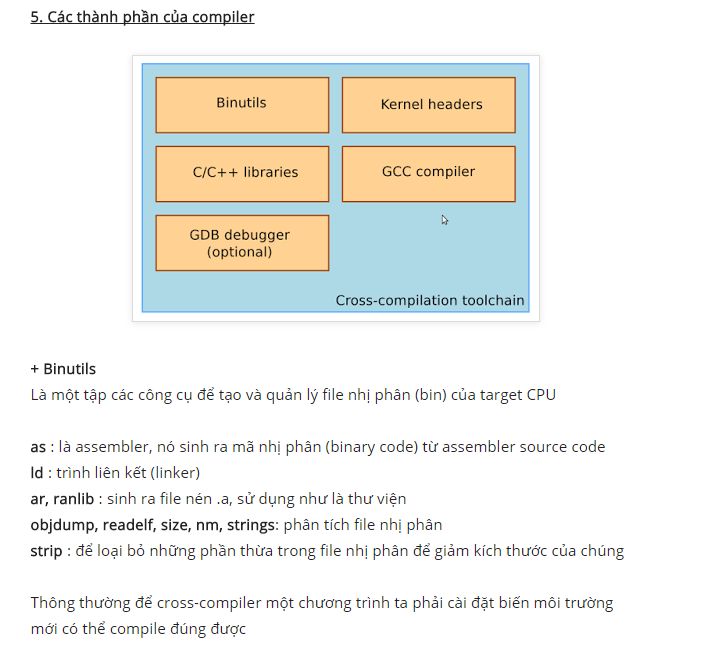 5. Các thành phần của compiler
Binutils
Kernel headers
C/C++ libraries
GCC compiler
GDB debugger
(optional)
Cross-compilation toolchain
+ Binutils
Là một tập các công cụ để tạo và quản lý file nhị phân (bin) của target CPU
as : là assembler, nó sinh ra mã nhị phân (binary code) từ assembler source code
ld : trình liên kết (linker)
ar, ranlib : sinh ra file nén .a, sử dụng như là thư viện
objdump, readelf, size, nm, strings: phân tích file nhị phân
strip : để loại bỏ những phần thừa trong file nhị phân để giảm kích thước của chúng
Thông thường để cross-compiler một chương trình ta phải cài đặt biến môi trường
mới có thể compile đúng được